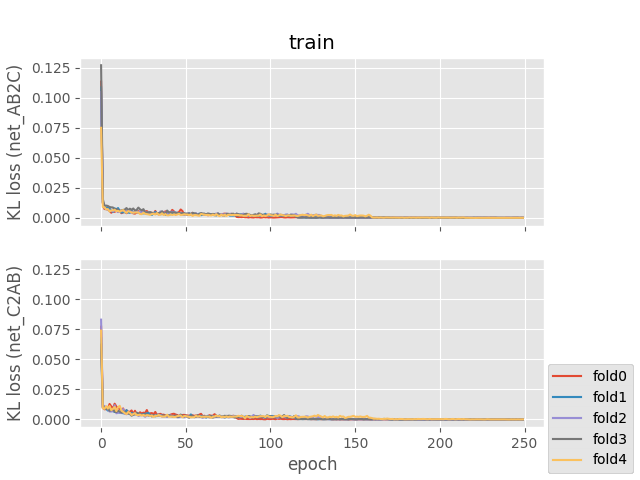 train
KL loss (net_AB2C)
0.125
0.100
0.075
0.050
0.025
0.000
KL loss (net_C2AB)
0.125
0.100
0.075
0.050
0.025
0.000
0 50 100 150 200 250
epoch
fold0
fold1
fold2
fold3
fold4